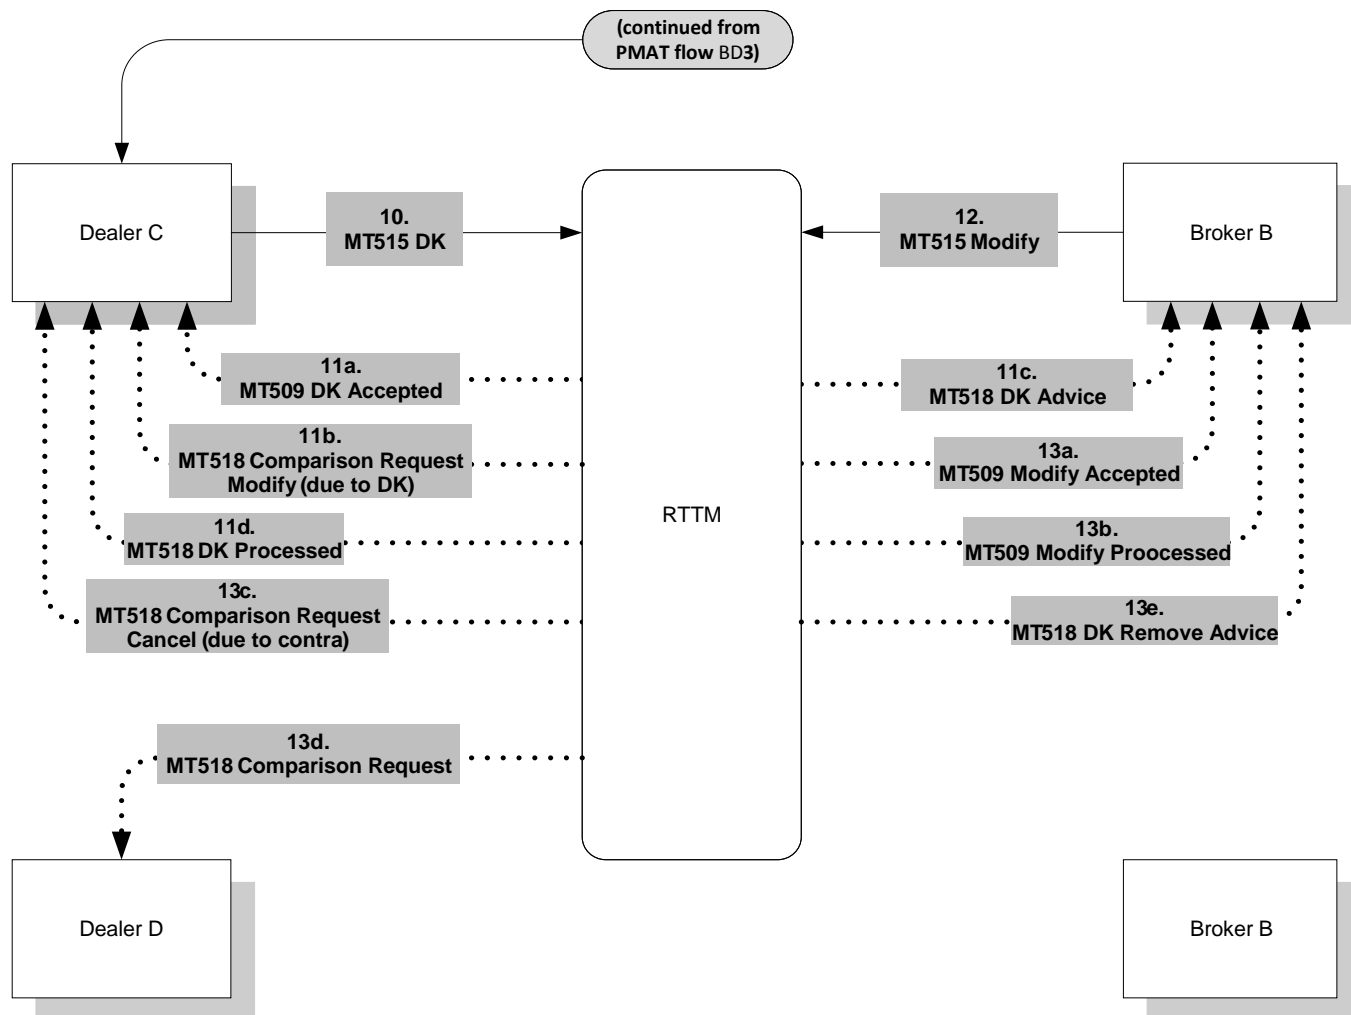 (continued from
PMAT flow BD3)
Dealer C
10.
MT515 DK
12.
MT515 Modify
Broker B
11a.
MT509 DK Accepted
11c.
MT518 DK Advice
11b.
MT518 Comparison Request
Modify (due to DK)
13a.
MT509 Modify Accepted
RTTM
11d.
MT518 DK Processed
13b.
MT509 Modify Proocessed
13c.
MT518 Comparison Request
Cancel (due to contra)
13e.
MT518 DK Remove Advice
13d.
MT518 Comparison Request
Dealer D
Broker B